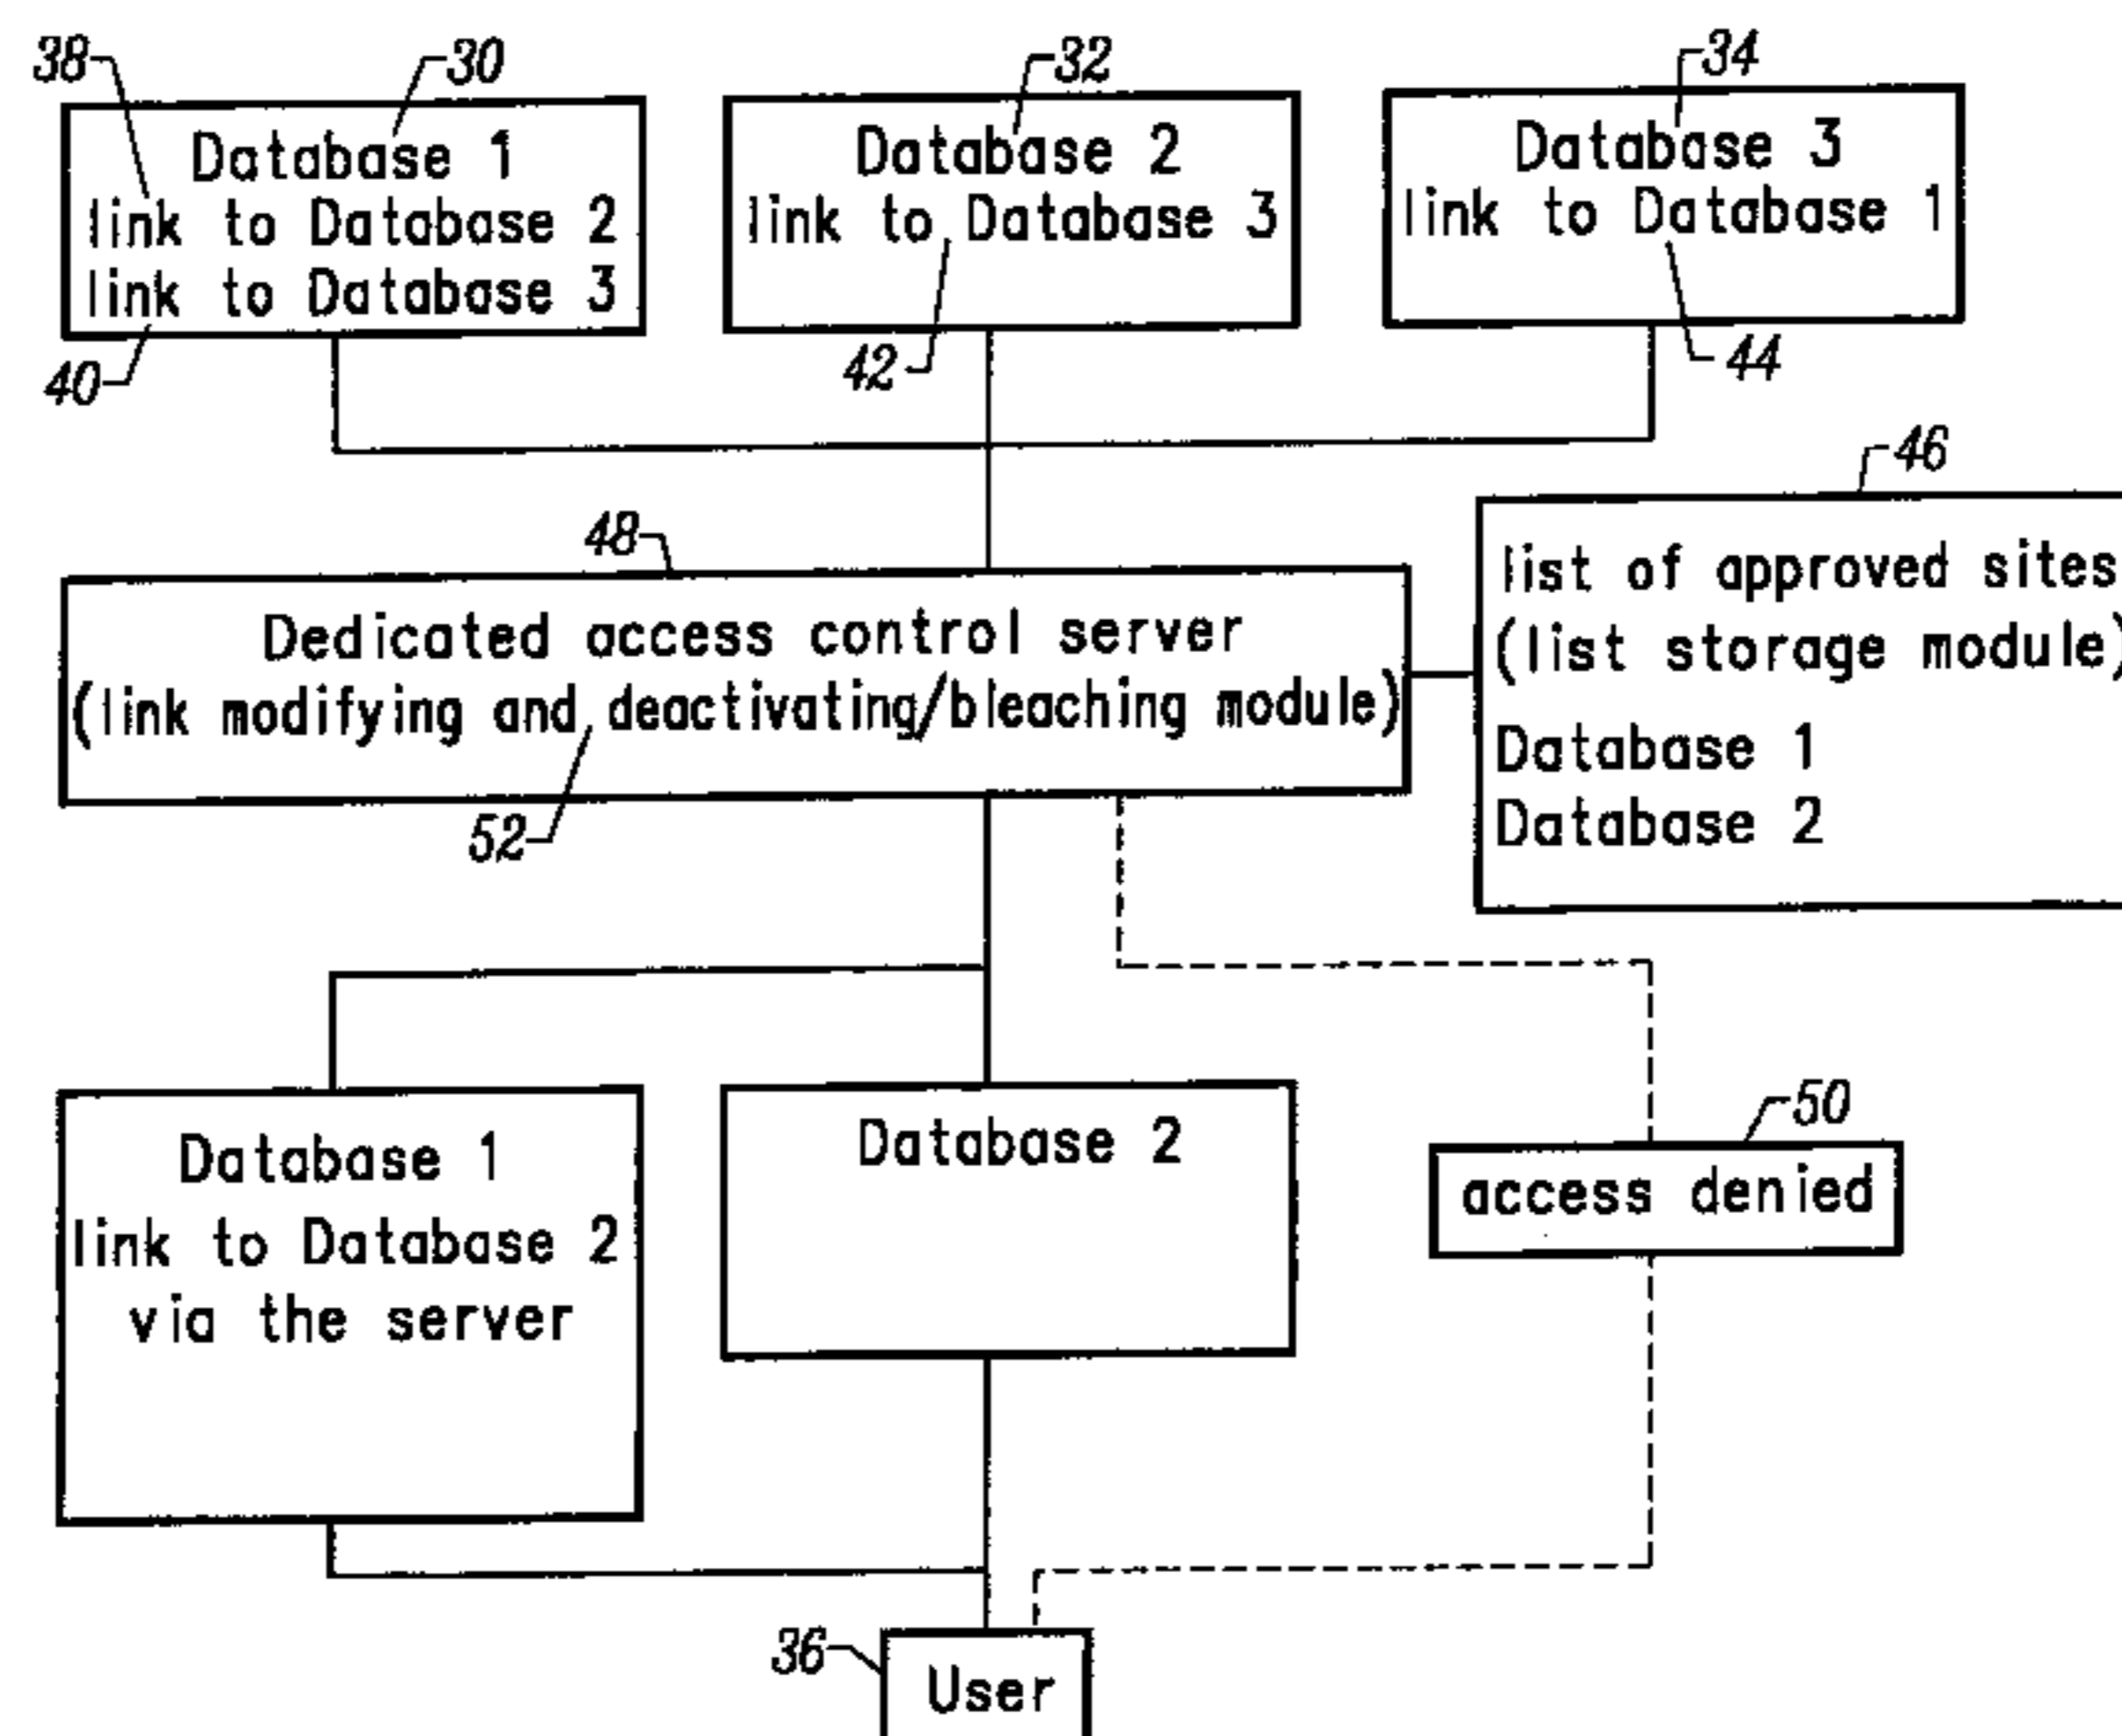 38
30
32
34
Database 1
link to Database 2
link to Database 3
Database 2
link to Database 3
Database 3
link to Database 1
40
42
44
46
48
Dedicated access control server
(link modifying and deactivating/bleaching module)
52
list of approved sites
(list storage module)
Database 1
Database 2
Database 1
link to Database 2
via the server
Database 2
50
access denied
36
User